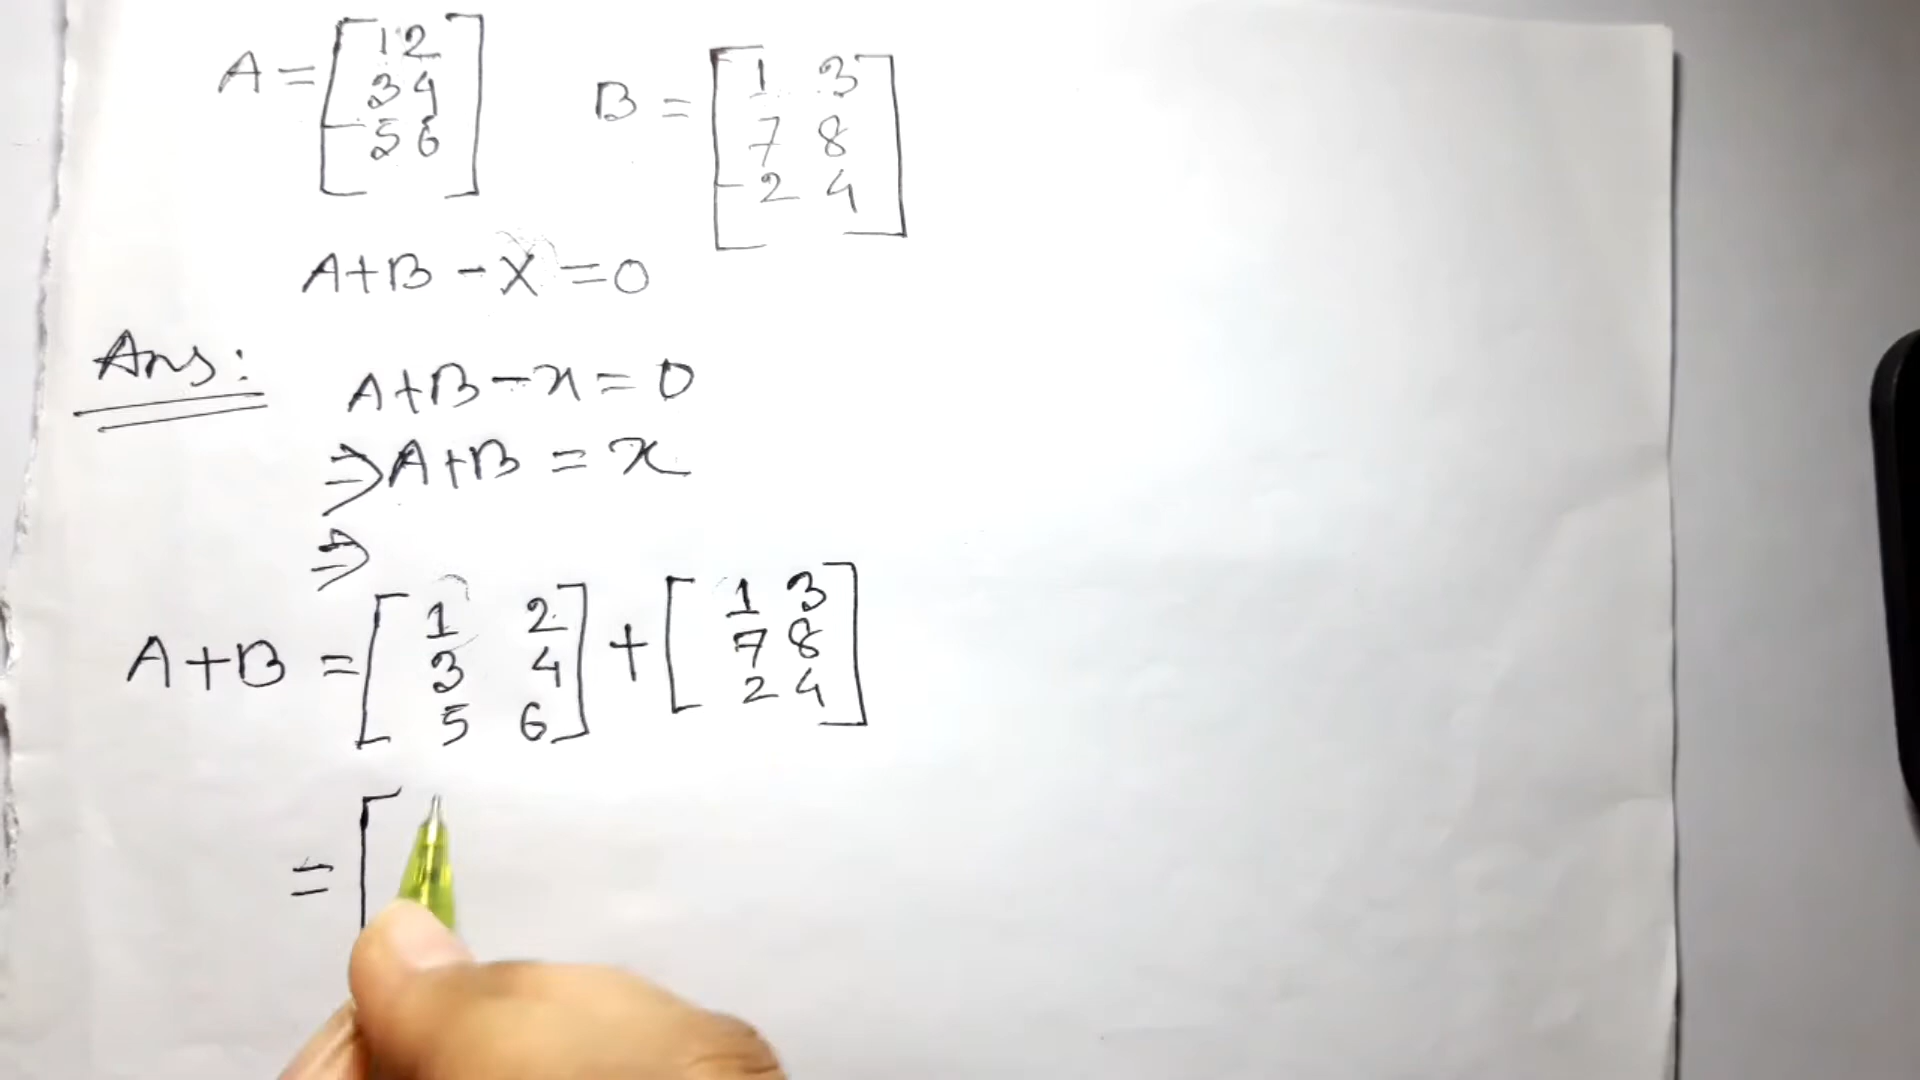 A = [ 1 2
3 4
5 6 ]
B = [ 1 3
7 8
2 4 ]
A+B - X = 0
Ans:
A+B - x = 0
⇒ A+B = x
⇒
A+B = [ 1 2
3 4
5 6 ] + [ 1 3
7 8
2 4 ]
= [